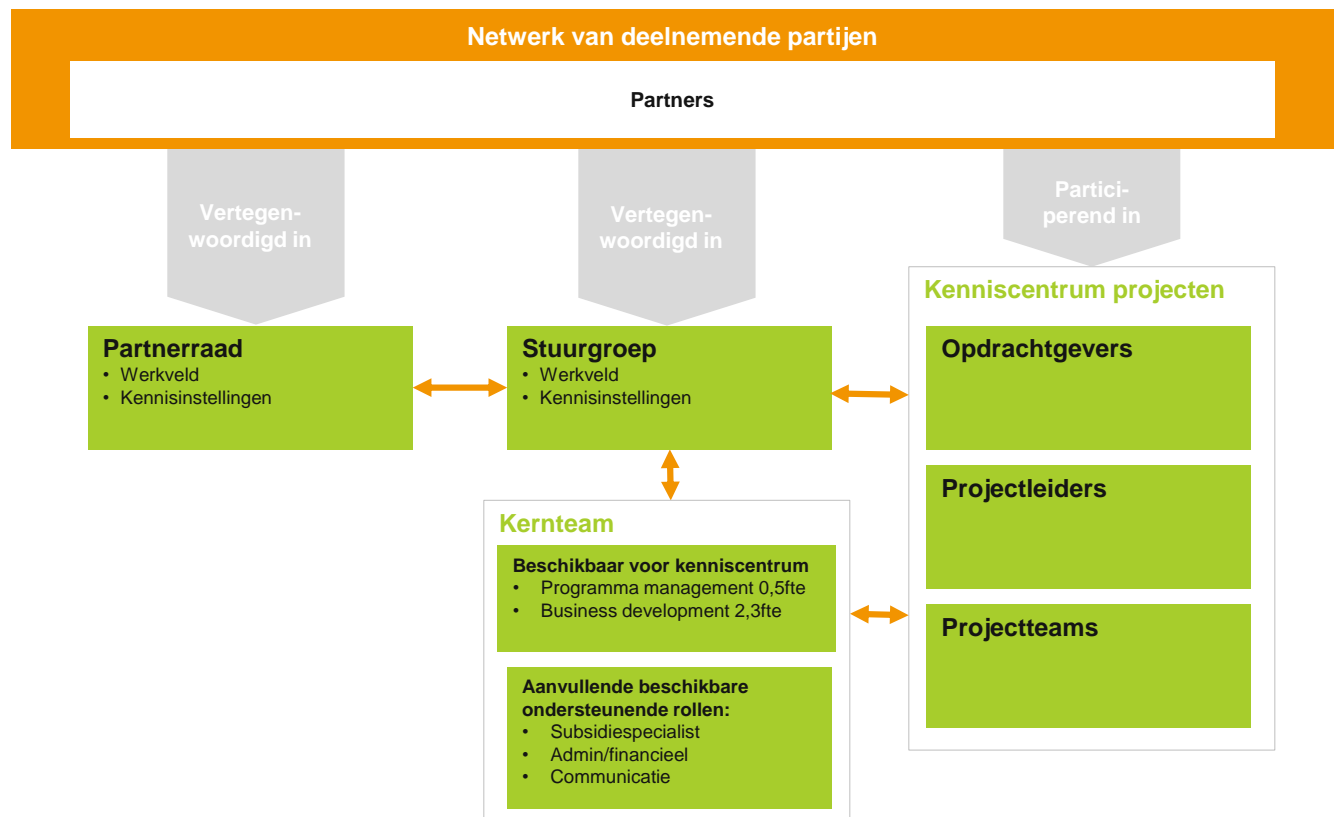 Netwerk van deelnemende partijen
Partners
Vertegen-
woordigd in
Vertegen-
woordigd in
Partici-
perend in
Partnerraad
• Werkveld
• Kennisinstellingen
Stuurgroep
• Werkveld
• Kennisinstellingen
Kenniscentrum projecten
Opdrachtgevers
Projectleiders
Projectteams
Kernteam
Beschikbaar voor kenniscentrum
• Programma management 0,5fte
• Business development 2,3fte
Aanvullende beschikbare
ondersteunende rollen:
• Subsidiespecialist
• Admin/financieel
• Communicatie